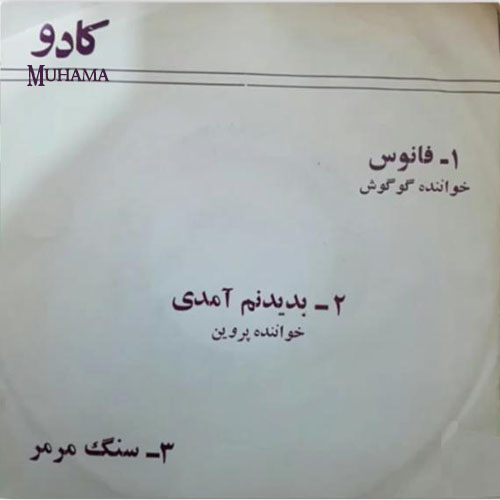 کادو
MUHAMA
۱- فانوس
خواننده گوگوش
۲- بدیدنم آمدی
خواننده پروین
۳- سنگ مرمر